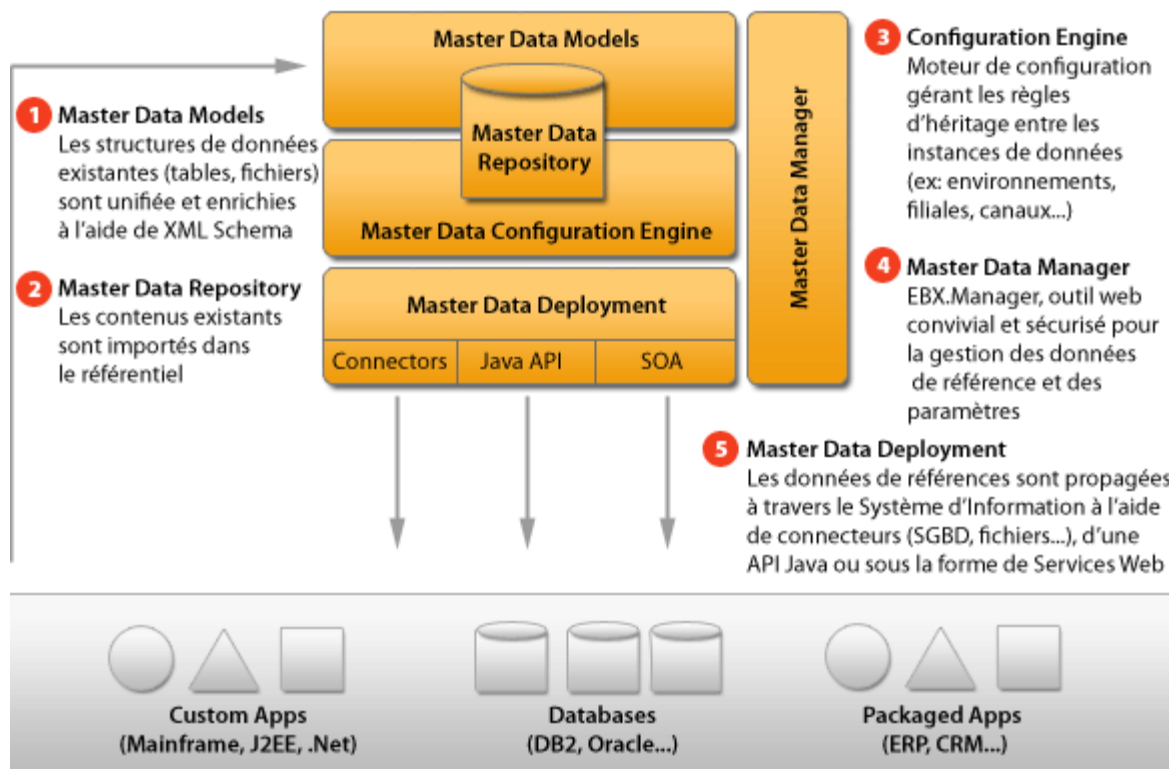 Master Data Models
Master Data
Repository
Master Data Configuration Engine
Master Data Deployment
Connectors
Java API
SOA
Master Data Manager
1 Master Data Models
Les structures de données
existantes (tables, fichiers)
sont unifiée et enrichies
à l'aide de XML Schema
2 Master Data Repository
Les contenus existants
sont importés dans
le référentiel
3 Configuration Engine
Moteur de configuration
gérant les règles
d'héritage entre les
instances de données
(ex: environnements,
filiales, canaux...)
4 Master Data Manager
EBX.Manager, outil web
convivial et sécurisé pour
la gestion des données
de référence et des
paramètres
5 Master Data Deployment
Les données de références sont propagées
à travers le Système d'Information à l'aide
de connecteurs (SGBD, fichiers...), d'une
API Java ou sous la forme de Services Web
Custom Apps
(Mainframe, J2EE, .Net)
Databases
(DB2, Oracle...)
Packaged Apps
(ERP, CRM...)